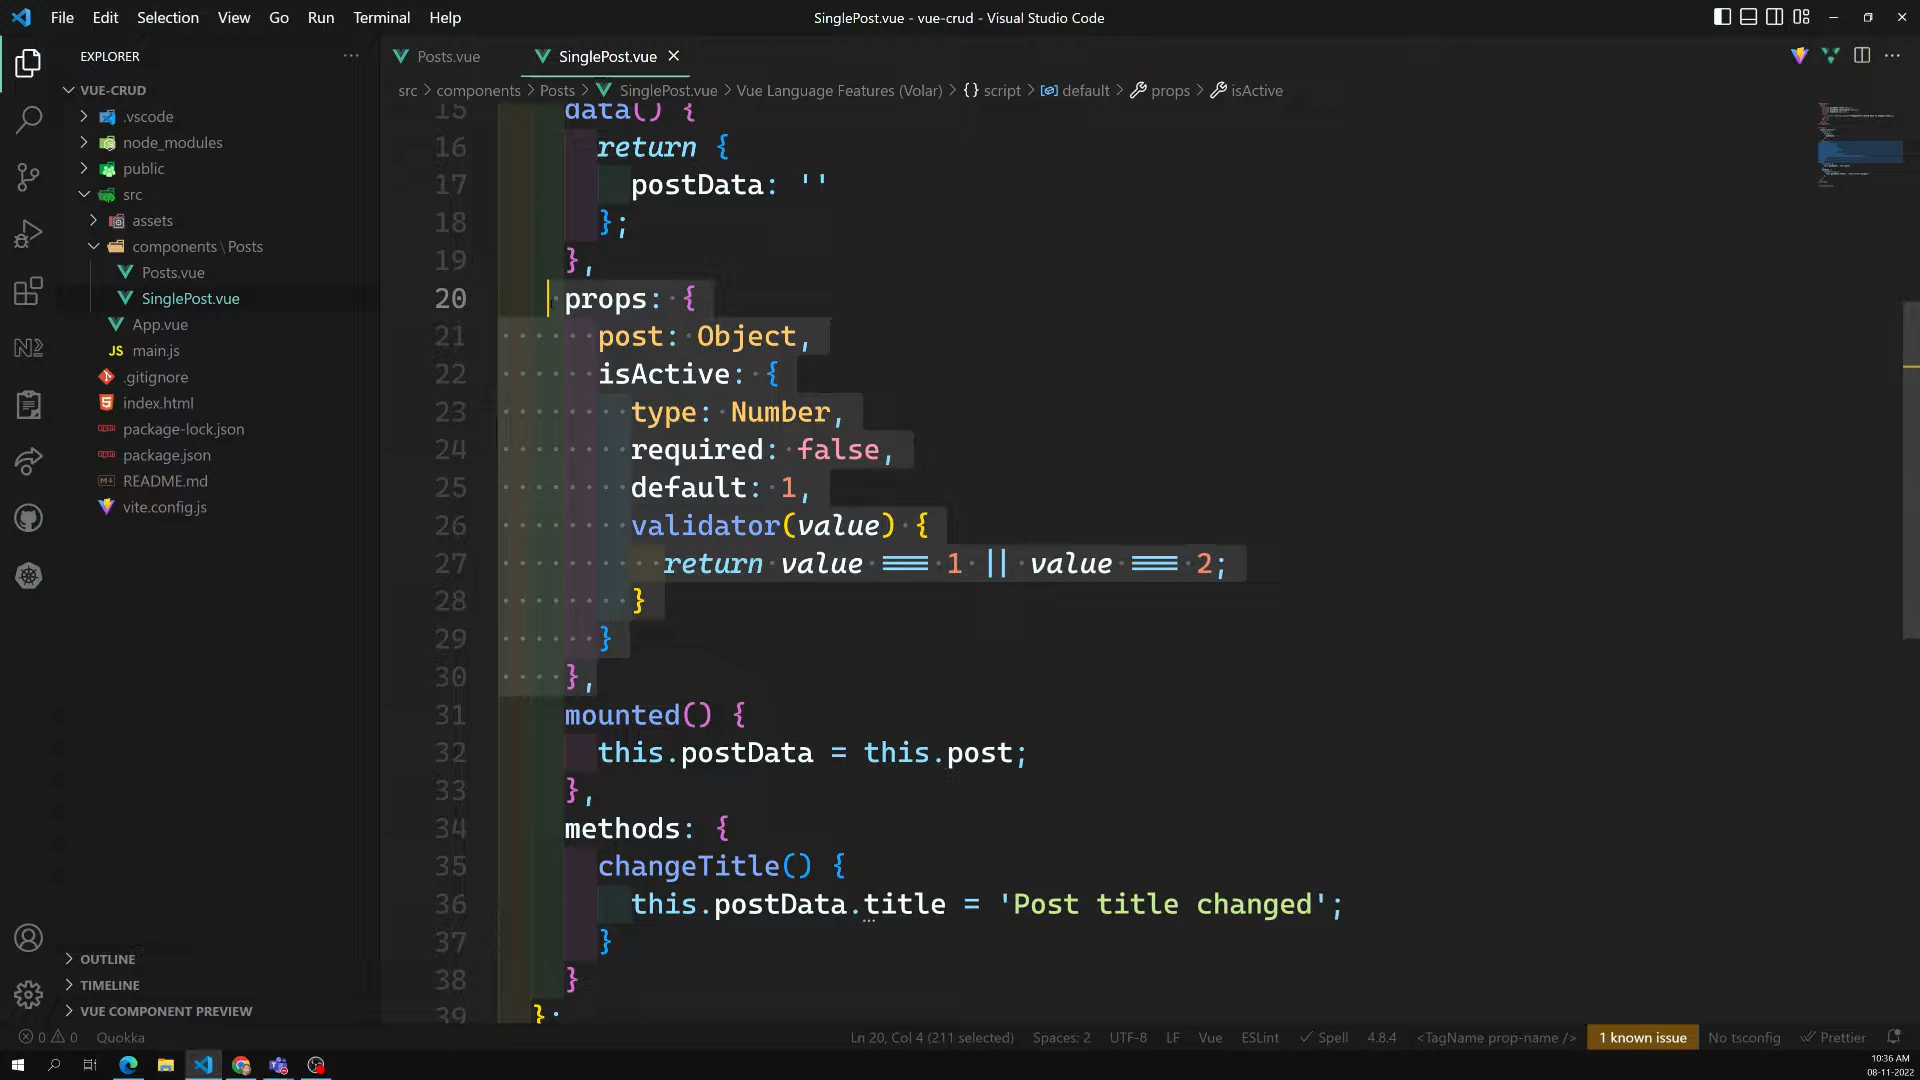 File Edit Selection View Go Run Terminal Help
SinglePost.vue - vue-crud - Visual Studio Code
EXPLORER
Posts.vue
SinglePost.vue
VUE-CRUD
src > components > Posts > SinglePost.vue > Vue Language Features (Volar) > {} script > default > props > isActive
.vscode
node_modules
public
src
assets
components \ Posts
Posts.vue
SinglePost.vue
App.vue
JS main.js
.gitignore
index.html
package-lock.json
package.json
README.md
vite.config.js
15 data() {
16 return {
17 postData: ''
18 };
19 },
20 props: {
21 post: Object,
22 isActive: {
23 type: Number,
24 required: false,
25 default: 1,
26 validator(value) {
27 return value === 1 || value === 2;
28 }
29 }
30 },
31 mounted() {
32 this.postData = this.post;
33 },
34 methods: {
35 changeTitle() {
36 this.postData.title = 'Post title changed';
37 }
38 }
39 };
OUTLINE
TIMELINE
VUE COMPONENT PREVIEW
0 0 Quokka
Ln 20, Col 4 (211 selected) Spaces: 2 UTF-8 LF Vue ESLint Spell 4.8.4 <TagName prop-name /> 1 known issue No tsconfig Prettier
10:36 AM
08-11-2022